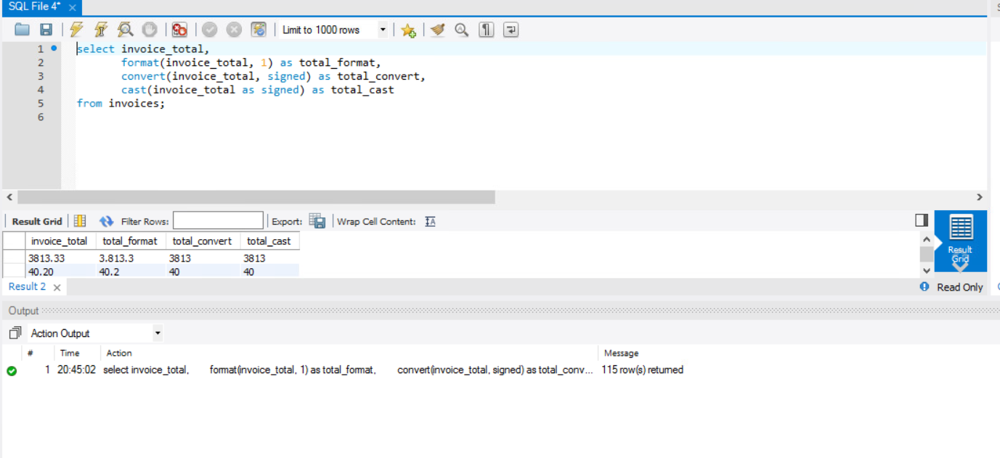 SQL File 4*
Limit to 1000 rows
1 select invoice_total,
2 format(invoice_total, 1) as total_format,
3 convert(invoice_total, signed) as total_convert,
4 cast(invoice_total as signed) as total_cast
5 from invoices;
6
Result Grid Filter Rows: Export: Wrap Cell Content:
invoice_total total_format total_convert total_cast
3813.33 3.813.3 3813 3813
40.20 40.2 40 40
Result Grid
Result 2 Read Only
Output
Action Output
# Time Action Message
1 20:45:02 select invoice_total, format(invoice_total, 1) as total_format, convert(invoice_total, signed) as total_conv... 115 row(s) returned